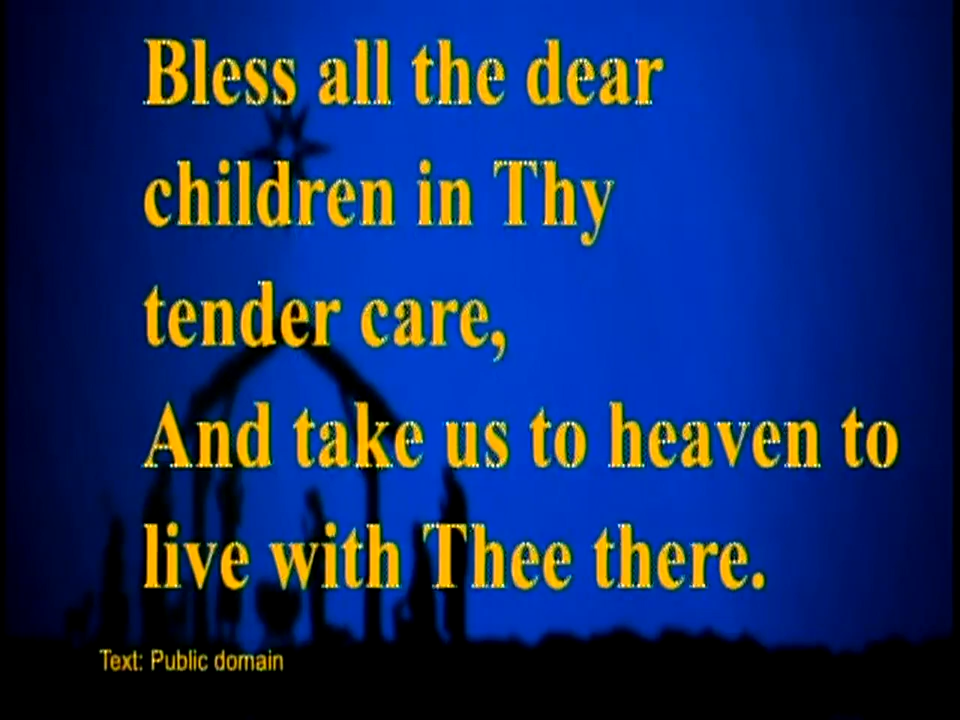 Bless all the dear
children in Thy
tender care,
And take us to heaven to
live with Thee there.
Text: Public domain